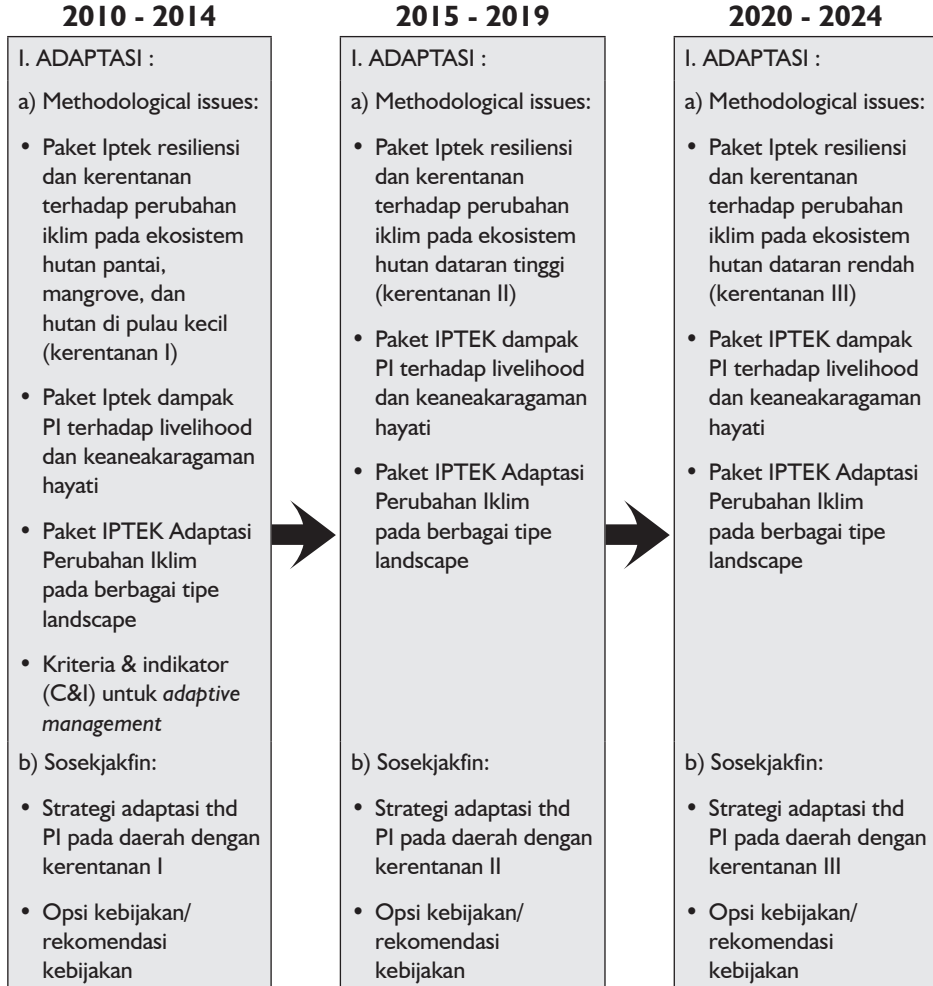 2010 - 2014
I. ADAPTASI :
a) Methodological issues:
• Paket Iptek resiliensi
dan kerentanan
terhadap perubahan
iklim pada ekosistem
hutan pantai,
mangrove, dan
hutan di pulau kecil
(kerentanan I)
• Paket Iptek dampak
PI terhadap livelihood
dan keaneakaragaman
hayati
• Paket IPTEK Adaptasi
Perubahan Iklim
pada berbagai tipe
landscape
• Kriteria & indikator
(C&I) untuk adaptive
management
b) Sosekjakfin:
• Strategi adaptasi thd
PI pada daerah dengan
kerentanan I
• Opsi kebijakan/
rekomendasi
kebijakan
2015 - 2019
I. ADAPTASI :
a) Methodological issues:
• Paket Iptek resiliensi
dan kerentanan
terhadap perubahan
iklim pada ekosistem
hutan dataran tinggi
(kerentanan II)
• Paket IPTEK dampak
PI terhadap livelihood
dan keaneakaragaman
hayati
• Paket IPTEK Adaptasi
Perubahan Iklim
pada berbagai tipe
landscape
b) Sosekjakfin:
• Strategi adaptasi thd
PI pada daerah dengan
kerentanan II
• Opsi kebijakan/
rekomendasi
kebijakan
2020 - 2024
I. ADAPTASI :
a) Methodological issues:
• Paket Iptek resiliensi
dan kerentanan
terhadap perubahan
iklim pada ekosistem
hutan dataran rendah
(kerentanan III)
• Paket IPTEK dampak
PI terhadap livelihood
dan keaneakaragaman
hayati
• Paket IPTEK Adaptasi
Perubahan Iklim
pada berbagai tipe
landscape
b) Sosekjakfin:
• Strategi adaptasi thd
PI pada daerah dengan
kerentanan III
• Opsi kebijakan/
rekomendasi
kebijakan